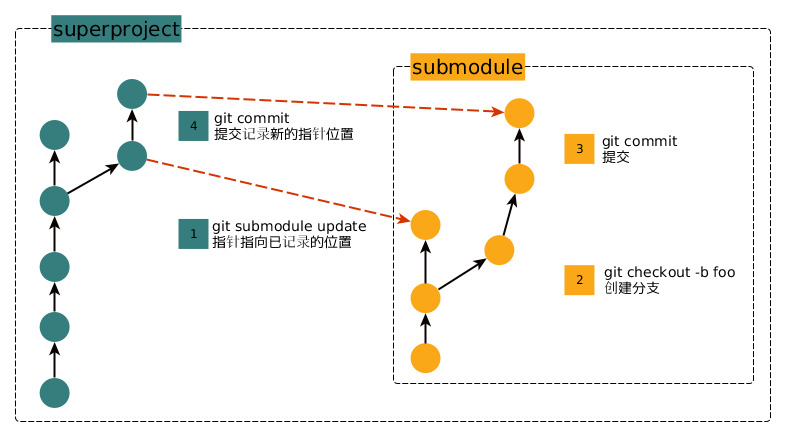 superproject
submodule
4
git commit
提交记录新的指针位置
3
git commit
提交
1
git submodule update
指针指向已记录的位置
2
git checkout -b foo
创建分支